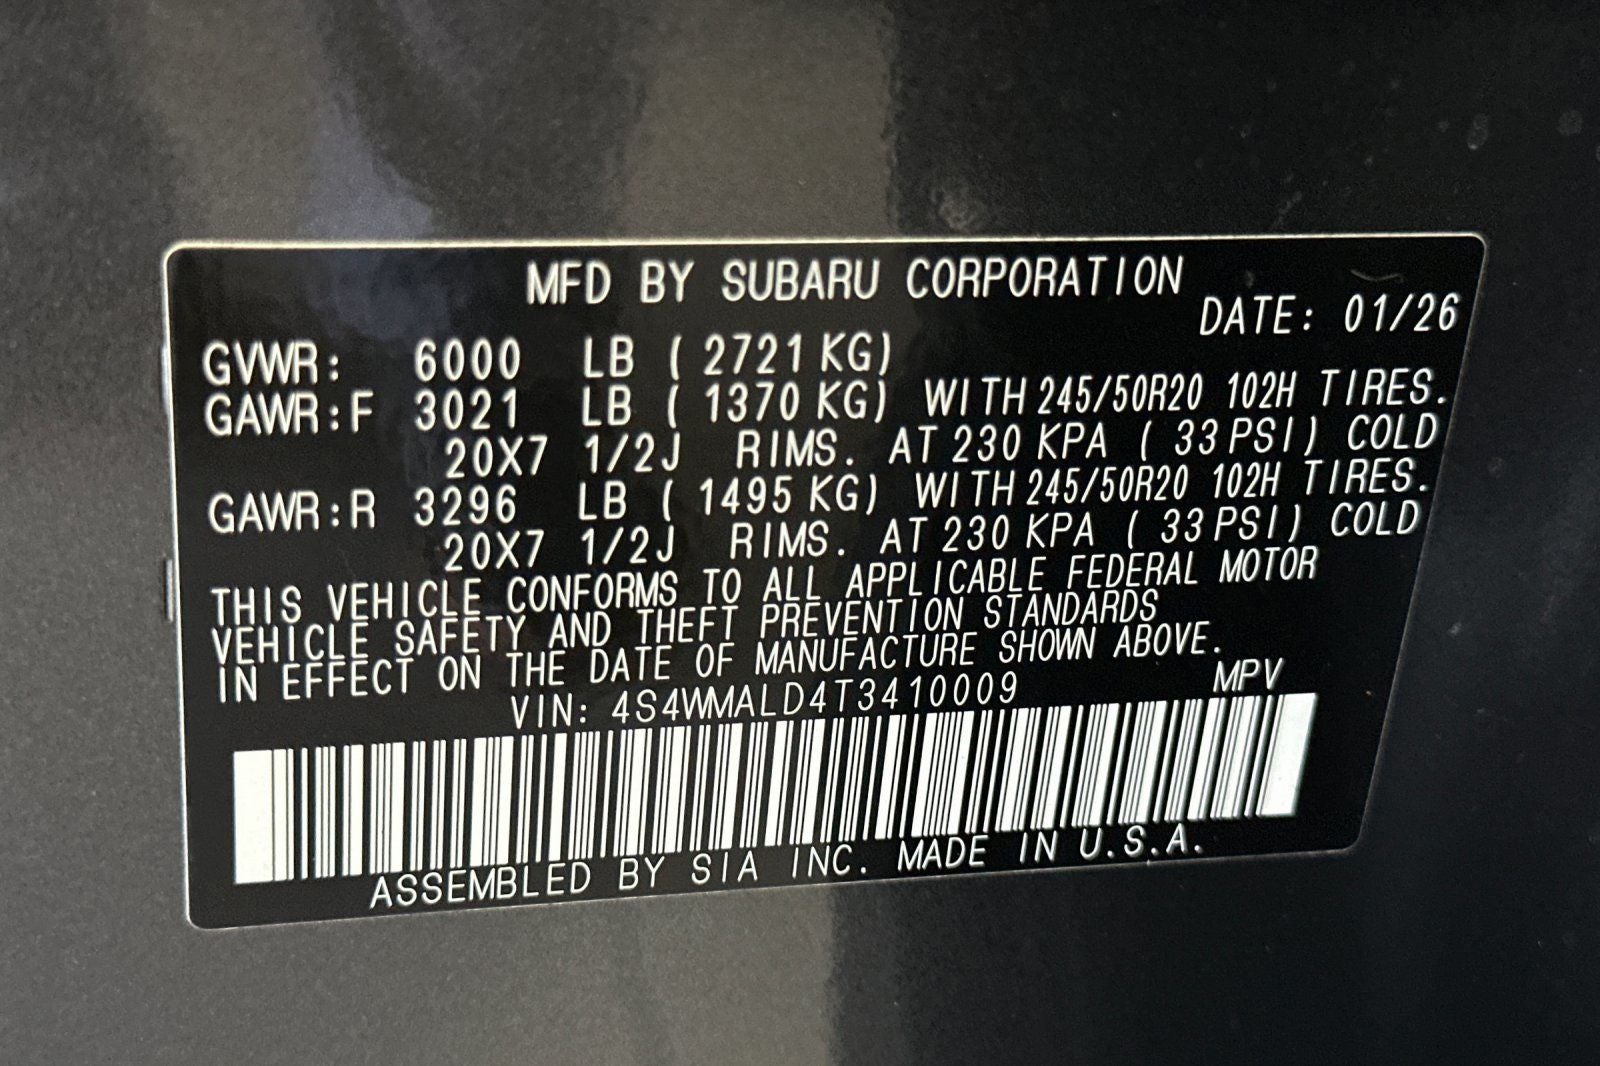 MFD BY SUBARU CORPORATION
DATE: 01/26
GVWR: 6000 LB ( 2721 KG)
GAWR:F 3021 LB ( 1370 KG) WITH 245/50R20 102H TIRES.
20X7 1/2J RIMS. AT 230 KPA ( 33 PSI) COLD
GAWR:R 3296 LB ( 1495 KG) WITH 245/50R20 102H TIRES.
20X7 1/2J RIMS. AT 230 KPA ( 33 PSI) COLD
THIS VEHICLE CONFORMS TO ALL APPLICABLE FEDERAL MOTOR
VEHICLE SAFETY AND THEFT PREVENTION STANDARDS
IN EFFECT ON THE DATE OF MANUFACTURE SHOWN ABOVE.
VIN: 4S4WMALD4T3410009 MPV
ASSEMBLED BY SIA INC. MADE IN U.S.A.